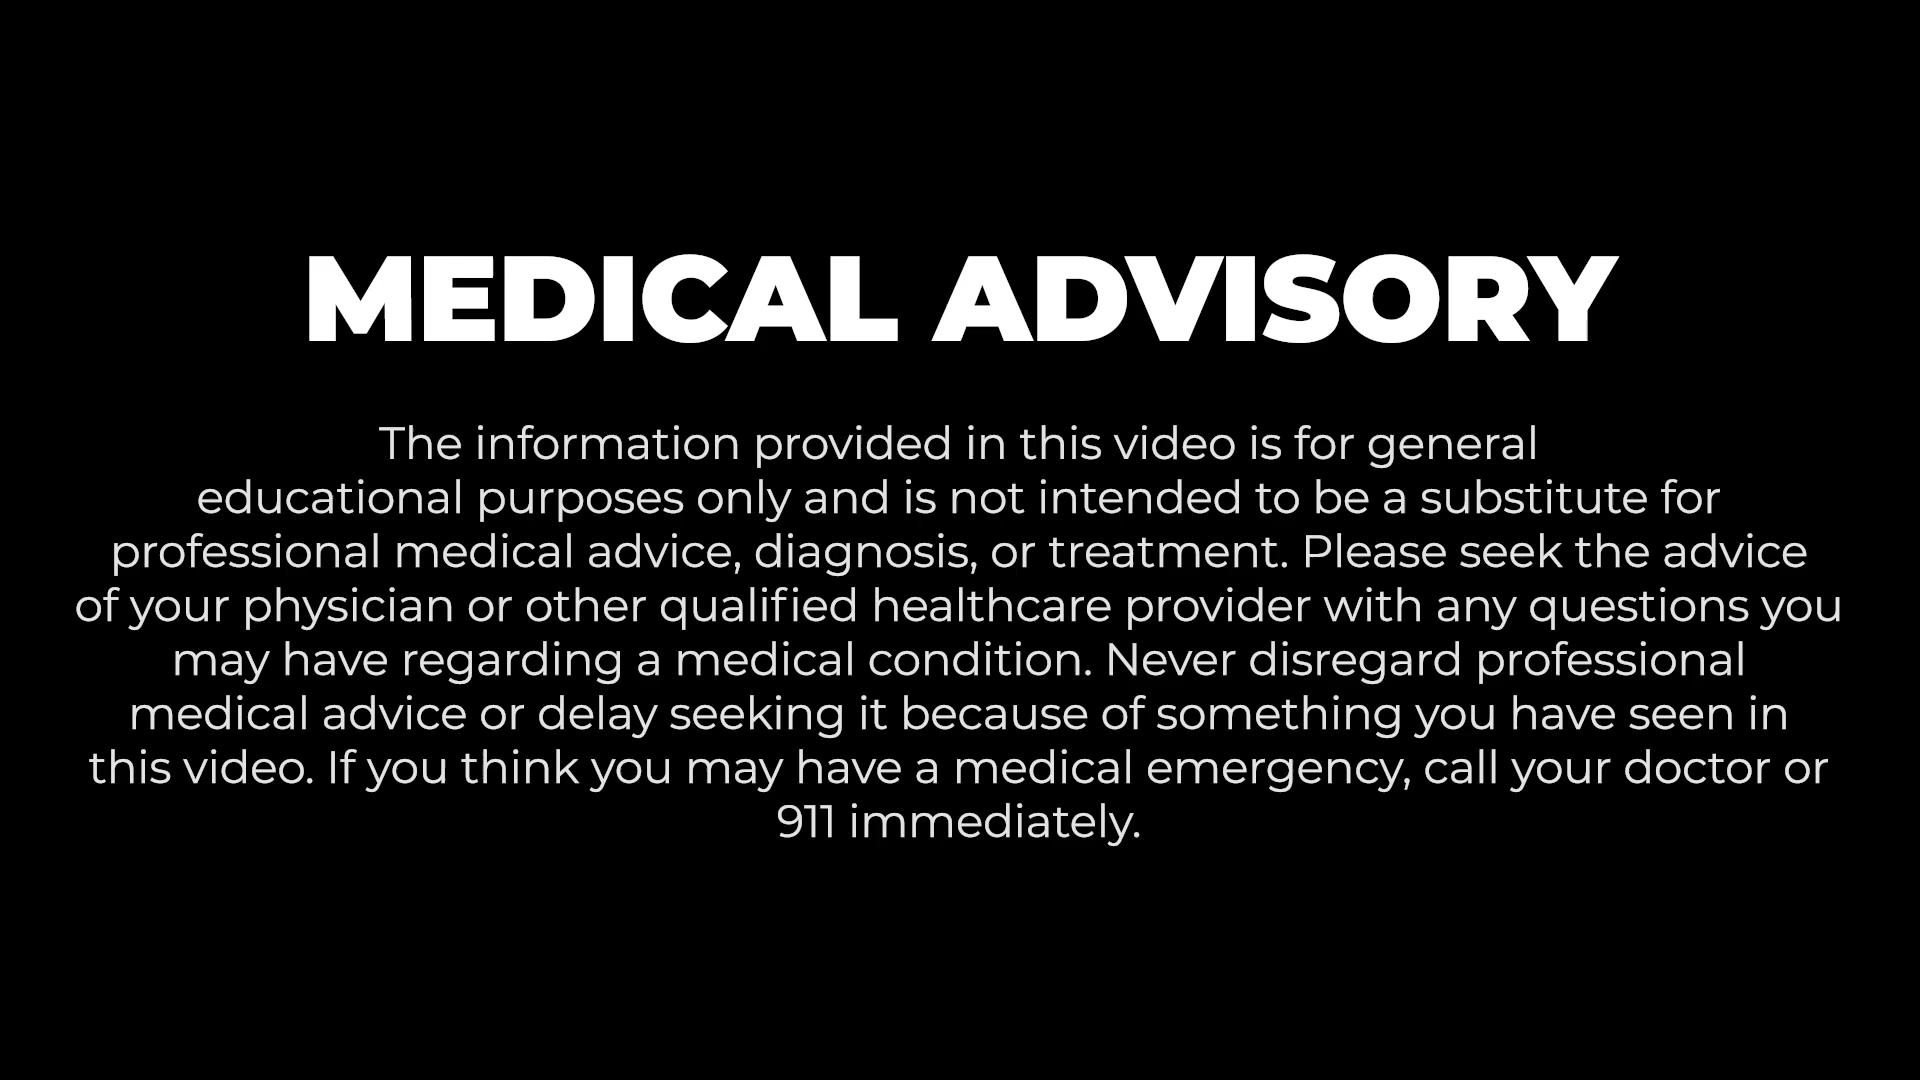 MEDICAL ADVISORY
The information provided in this video is for general
educational purposes only and is not intended to be a substitute for
professional medical advice, diagnosis, or treatment. Please seek the advice
of your physician or other qualified healthcare provider with any questions you
may have regarding a medical condition. Never disregard professional
medical advice or delay seeking it because of something you have seen in
this video. If you think you may have a medical emergency, call your doctor or
911 immediately.